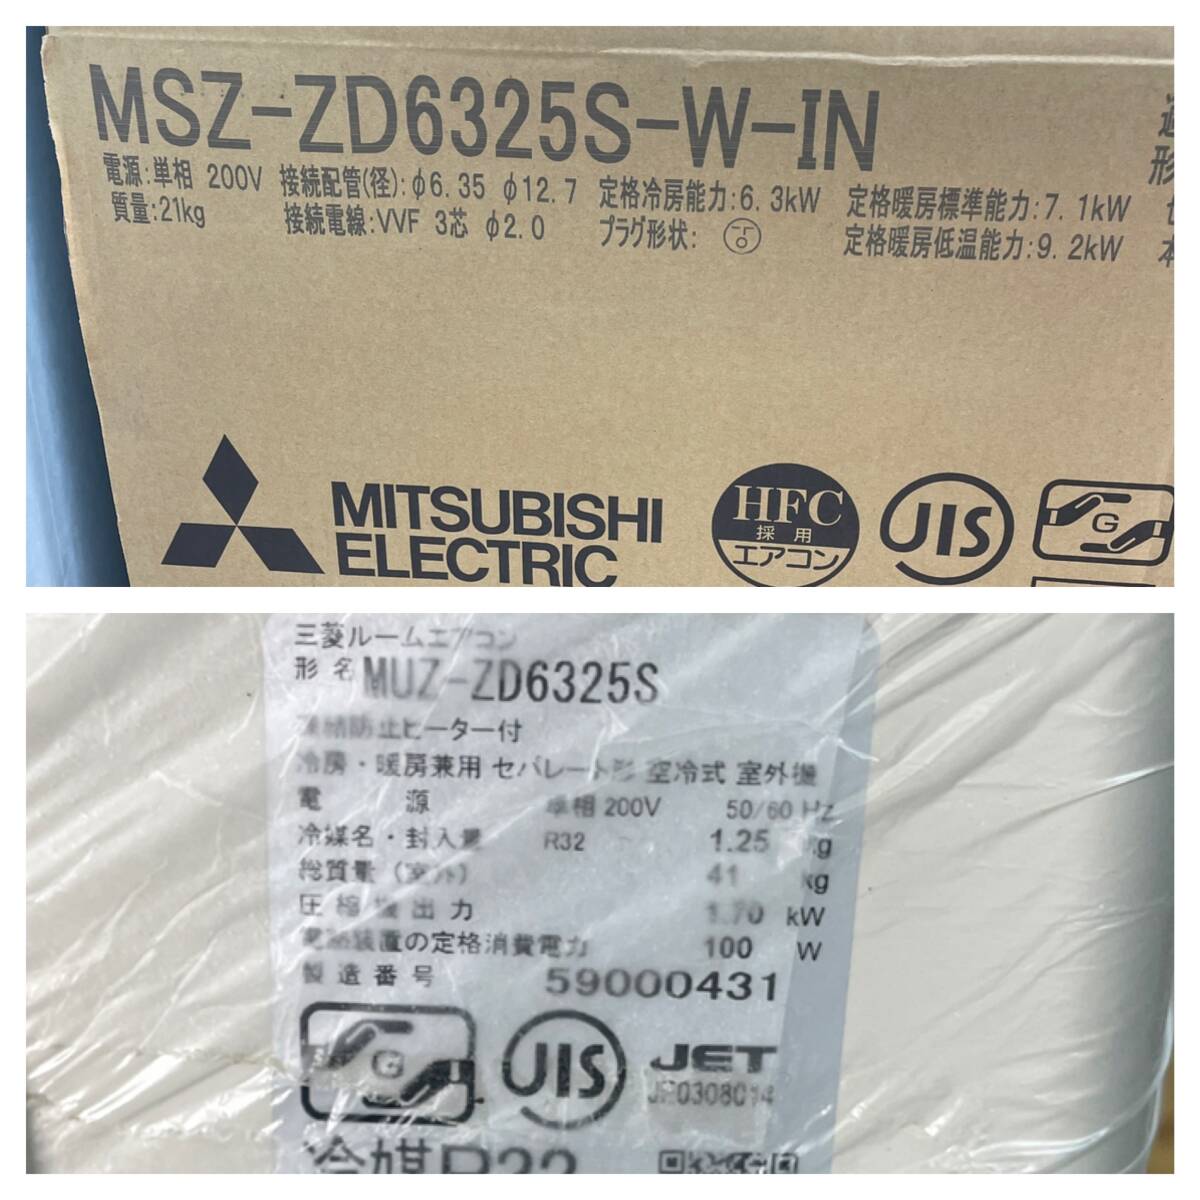 MSZ-ZD6325S-W-IN
電源:単相 200V 接続配管(径):φ6.35 φ12.7 定格冷房能力:6.3kW 定格暖房標準能力:7.1kW
質量:21kg 接続電線:VVF 3芯 φ2.0 プラグ形状: 定格暖房低温能力:9.2kW
形
MITSUBISHI
ELECTRIC
HFC
採用
エアコン
JIS
G
三菱ルームエアコン
形名 MUZ-ZD6325S
凍結防止ヒーター付
冷房・暖房兼用 セパレート形 空冷式 室外機
電源 単相 200V 50/60 Hz
冷媒名・封入量 R32 1.25 kg
総質量（室外） 41 kg
圧縮機出力 1.70 kW
電熱装置の定格消費電力 100 W
製造番号 59000431
G
JIS
JET
JE0308014
冷媒R32